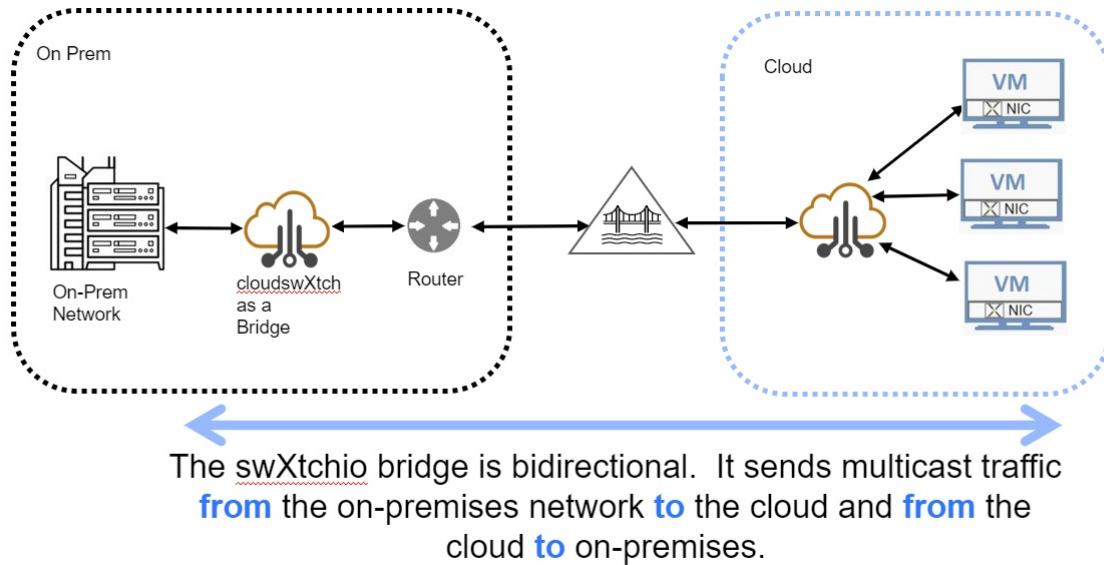 On Prem
Cloud
VM
NIC
VM
NIC
VM
NIC
On-Prem
Network
cloudswXtch
as a
Bridge
Router
The swXtchio bridge is bidirectional.  It sends multicast traffic
from the on-premises network to the cloud and from the
cloud to on-premises.